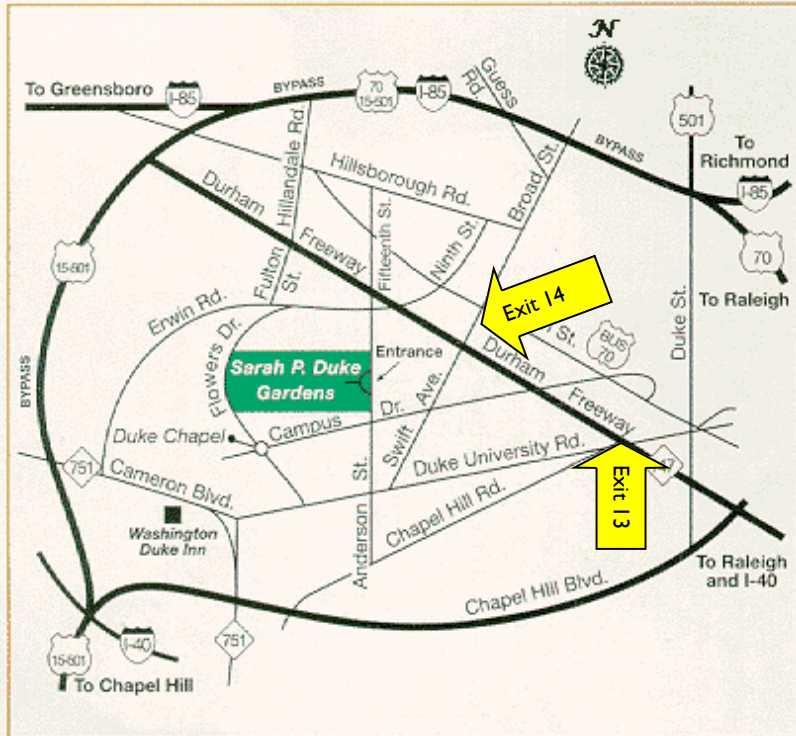 N
To Greensboro
I-85
BYPASS
70
15-501
I-85
Guess
Rd.
BYPASS
501
To
Richmond
I-85
70
To Raleigh
Hillandale Rd.
Hillsborough Rd.
Broad St.
Durham
Freeway
Fifteenth St.
Ninth St.
15-501
Fulton
St.
Erwin Rd.
Exit 14
St.
BUS
70
Duke St.
BYPASS
Flowers Dr.
Sarah P. Duke
Gardens
Entrance
Durham
Freeway
Duke Chapel
Campus
Dr.
Swift Ave.
Duke University Rd.
751
Cameron Blvd.
Anderson St.
Chapel Hill Rd.
Exit 13
Washington
Duke Inn
Chapel Hill Blvd.
To Raleigh
and I-40
751
I-40
15-501
To Chapel Hill